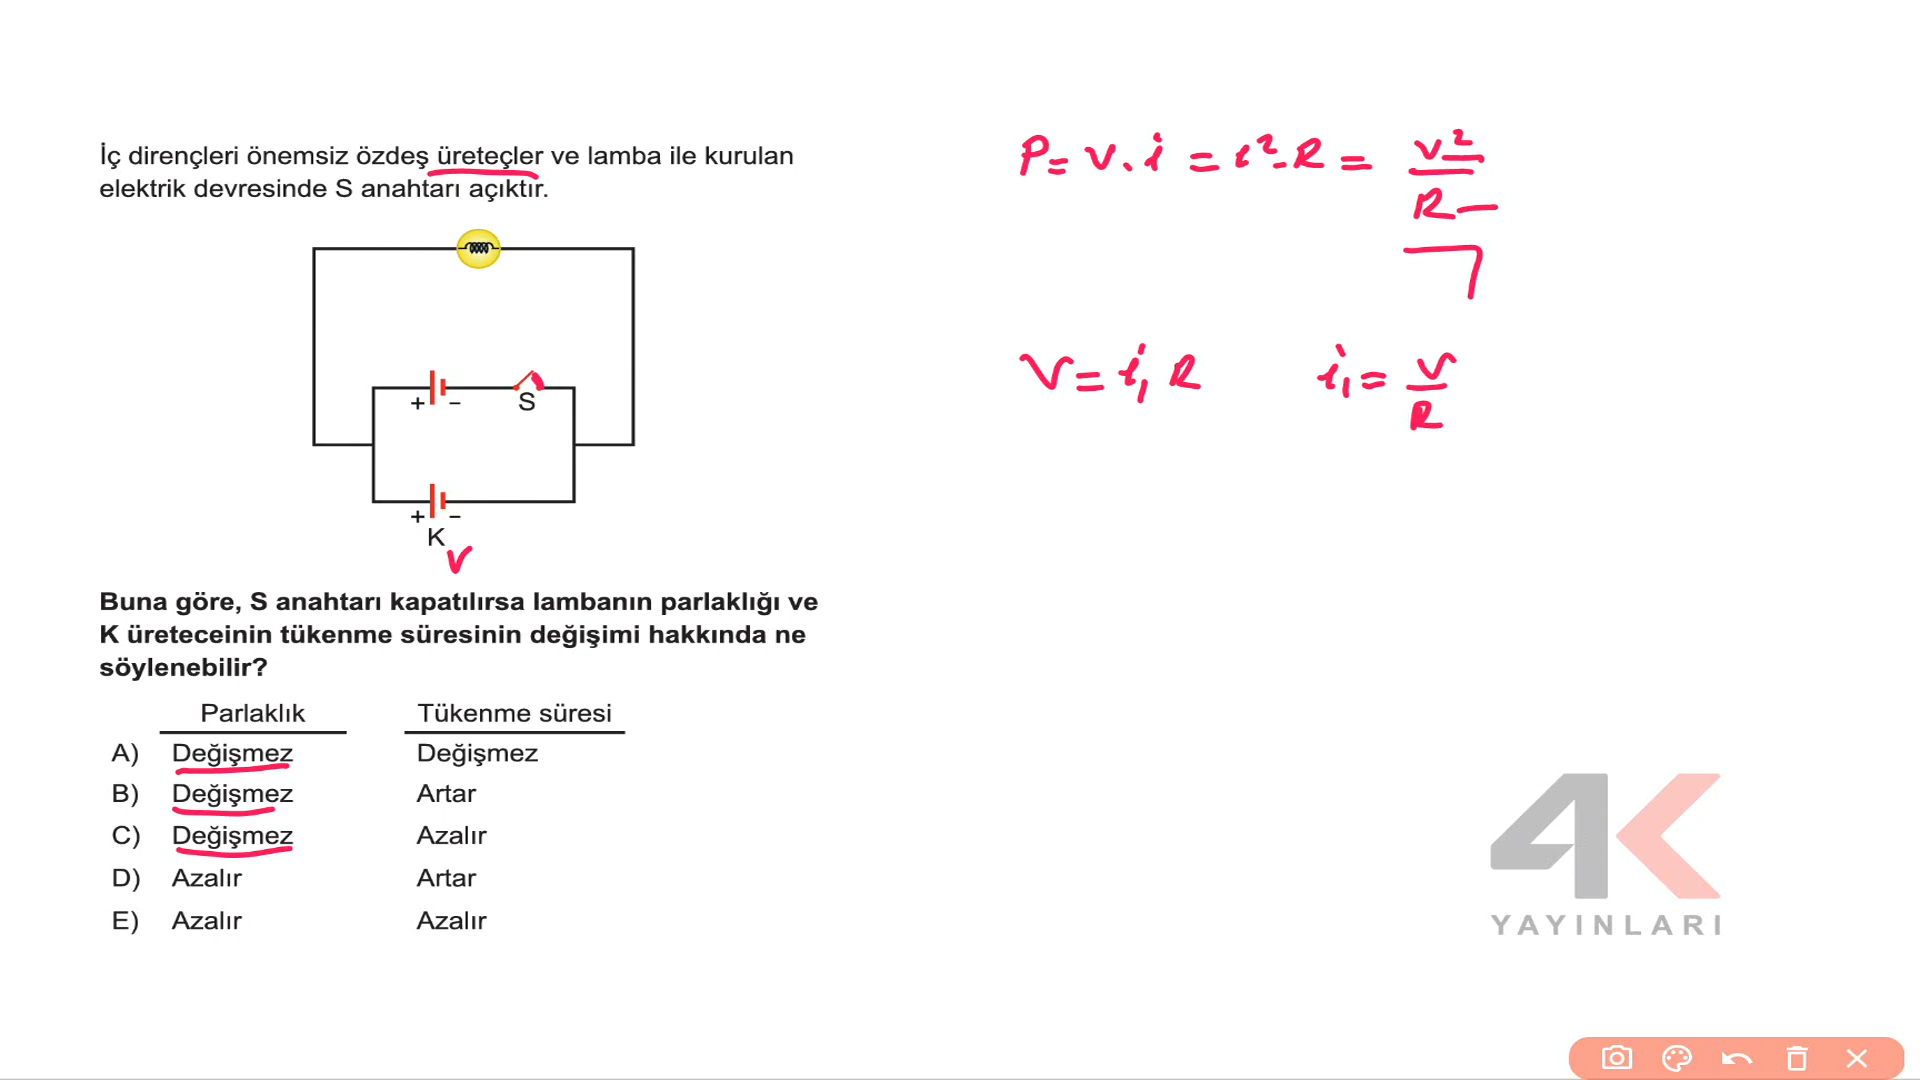 İç dirençleri önemsiz özdeş üreteçler ve lamba ile kurulan
elektrik devresinde S anahtarı açıktır.
+ − S
+ −
K
V
Buna göre, S anahtarı kapatılırsa lambanın parlaklığı ve
K üreteceinin tükenme süresinin değişimi hakkında ne
söylenebilir?
Parlaklık Tükenme süresi
A) Değişmez Değişmez
B) Değişmez Artar
C) Değişmez Azalır
D) Azalır Artar
E) Azalır Azalır
P = V . i = i² . R = V² / R
V = i₁ R i₁ = V / R
4K
YAYINLARI